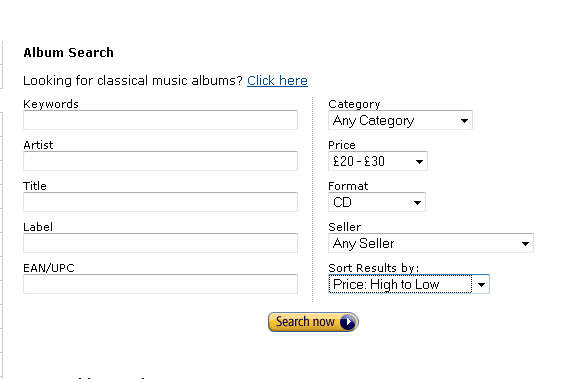 Album Search
Looking for classical music albums? Click here
Keywords
Artist
Title
Label
EAN/UPC
Category
Any Category
Price
£20 - £30
Format
CD
Seller
Any Seller
Sort Results by:
Price: High to Low
Search now